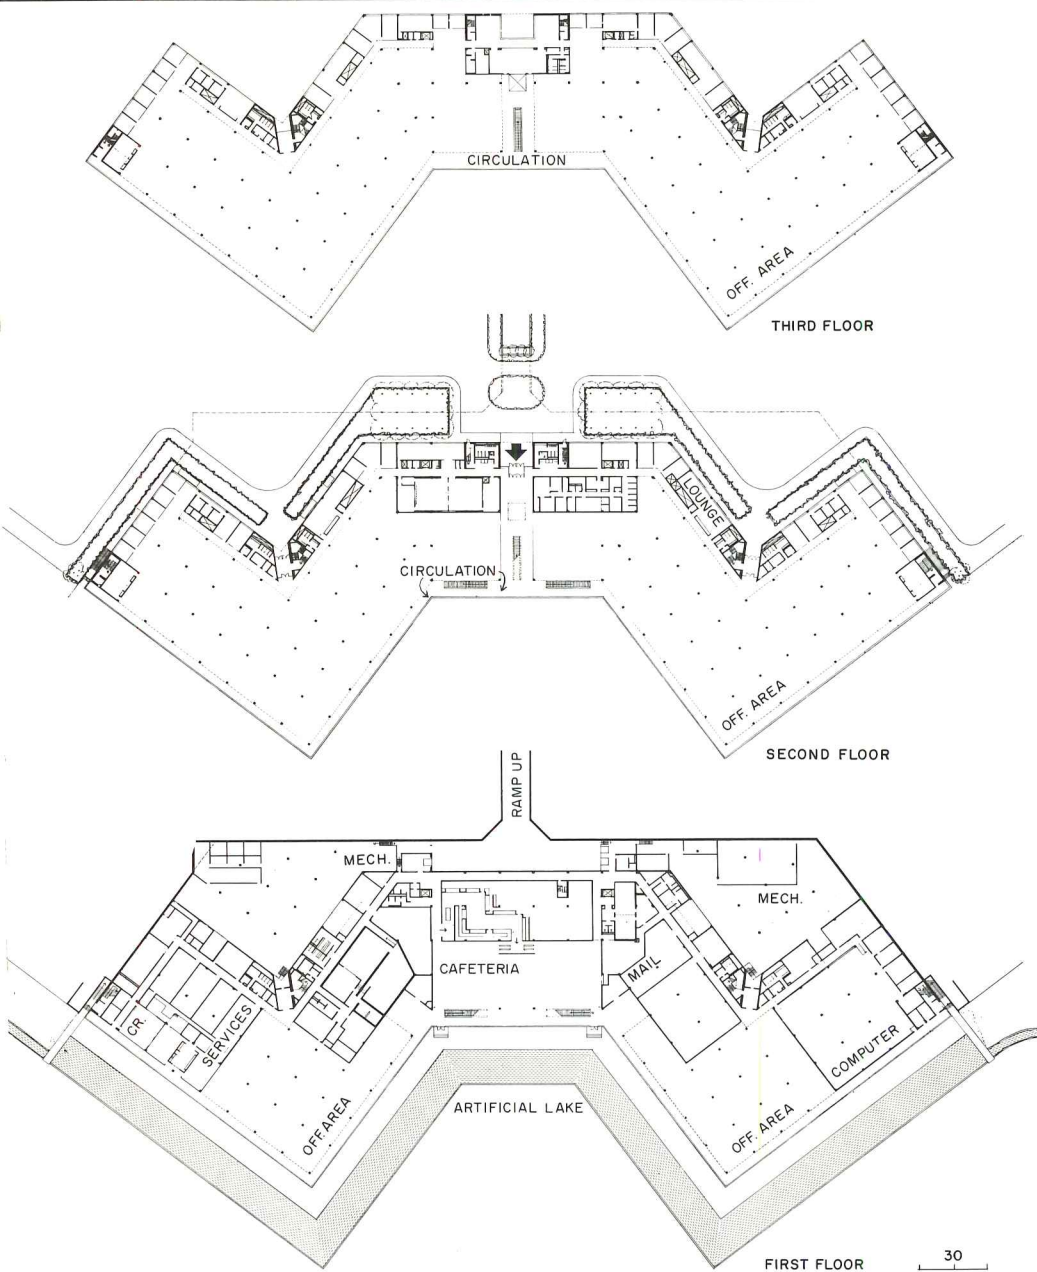 CIRCULATION
OFF. AREA
THIRD FLOOR
LOUNGE
CIRCULATION
OFF. AREA
SECOND FLOOR
RAMP UP
MECH.
MECH.
CAFETERIA
MAIL
CR.
SERVICES
COMPUTER
OFF. AREA
OFF. AREA
ARTIFICIAL LAKE
FIRST FLOOR
30